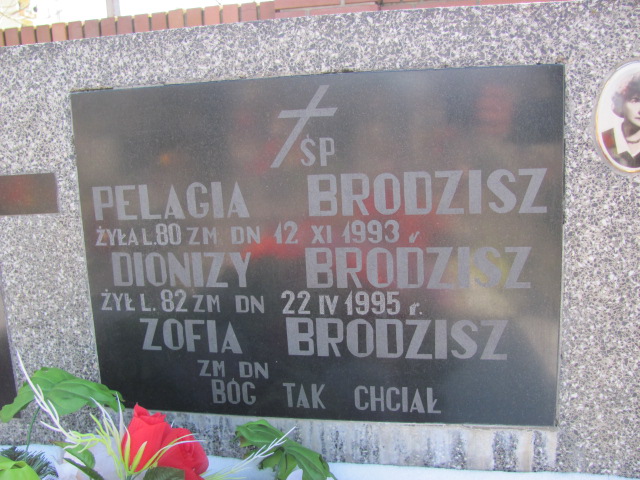 ŚP
PELAGIA BRODZISZ
ŻYŁA L. 80 ZM DN 12 XI 1993 r
DIONIZY BRODZISZ
ŻYŁ L. 82 ZM DN 22 IV 1995 r.
ZOFIA BRODZISZ
ZM DN
BÓG TAK CHCIAŁ